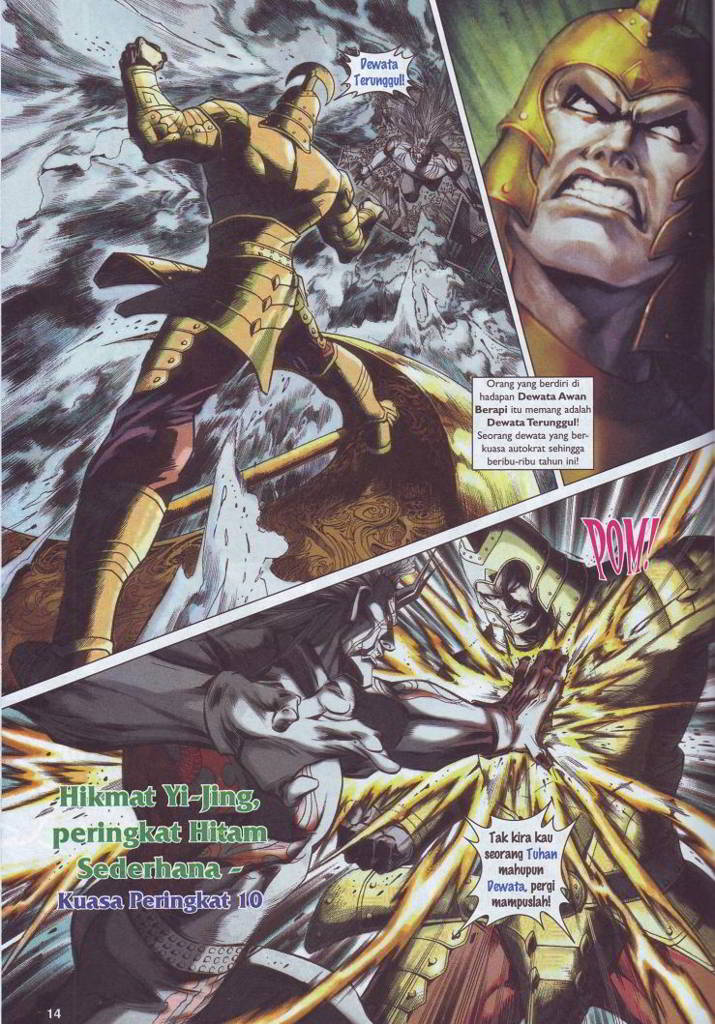 Dewata
Terunggul!
Orang yang berdiri di
hadapan Dewata Awan
Berapi itu memang adalah
Dewata Terunggul!
Seorang dewata yang ber-
kuasa autokrat sehingga
beribu-ribu tahun ini!
POM!
Hikmat Yi-Jing,
peringkat Hitam
Sederhana -
Kuasa Peringkat 10
Tak kira kau
seorang Tuhan
mahupun
Dewata, pergi
mampuslah!
14